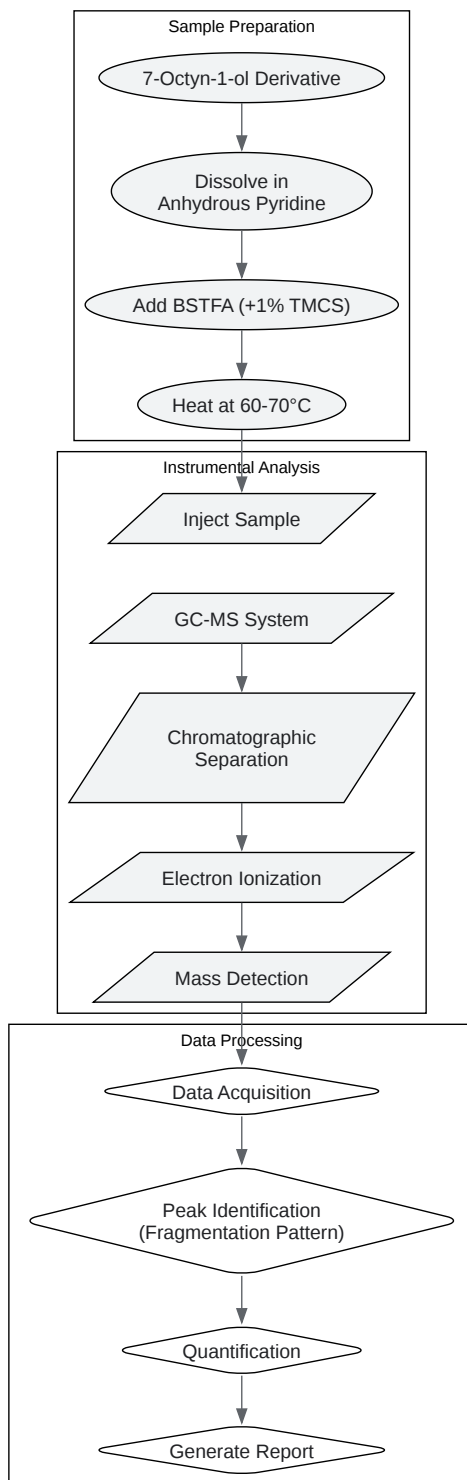 Sample Preparation
7-Octyn-1-ol Derivative
Dissolve in
Anhydrous Pyridine
Add BSTFA (+1% TMCS)
Heat at 60-70°C
Instrumental Analysis
Inject Sample
GC-MS System
Chromatographic
Separation
Electron Ionization
Mass Detection
Data Processing
Data Acquisition
Peak Identification
(Fragmentation Pattern)
Quantification
Generate Report